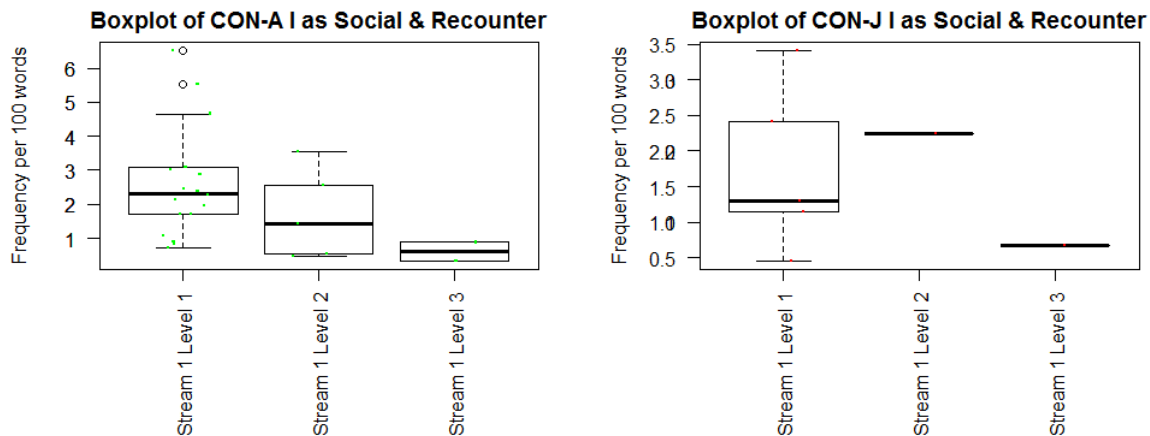 Boxplot of CON-A I as Social & Recounter
Frequency per 100 words
6
5
4
3
2
1
Stream 1 Level 1
Stream 1 Level 2
Stream 1 Level 3
Boxplot of CON-J I as Social & Recounter
Frequency per 100 words
3.5
3.0
2.5
2.0
1.5
1.0
0.5
3
2
1
Stream 1 Level 1
Stream 1 Level 2
Stream 1 Level 3